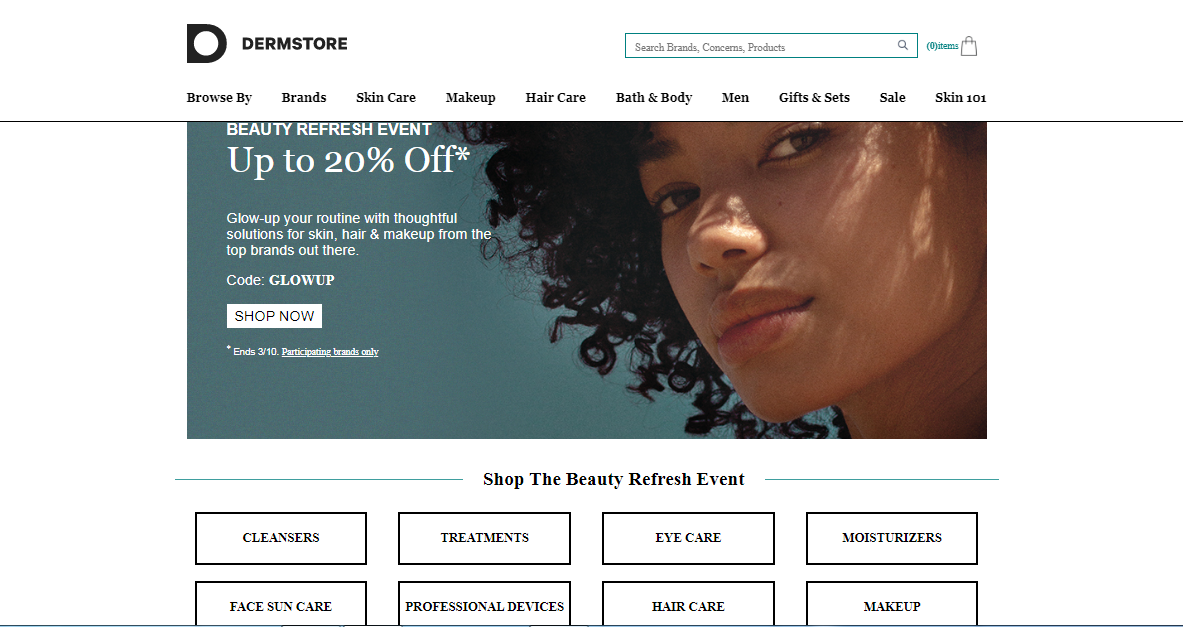 DERMSTORE
Search Brands, Concerns, Products
(0)items
Browse By Brands Skin Care Makeup Hair Care Bath & Body Men Gifts & Sets Sale Skin 101
BEAUTY REFRESH EVENT
Up to 20% Off*
Glow-up your routine with thoughtful
solutions for skin, hair & makeup from the
top brands out there.
Code: GLOWUP
SHOP NOW
* Ends 3/10. Participating brands only
Shop The Beauty Refresh Event
CLEANSERS TREATMENTS EYE CARE MOISTURIZERS
FACE SUN CARE PROFESSIONAL DEVICES HAIR CARE MAKEUP